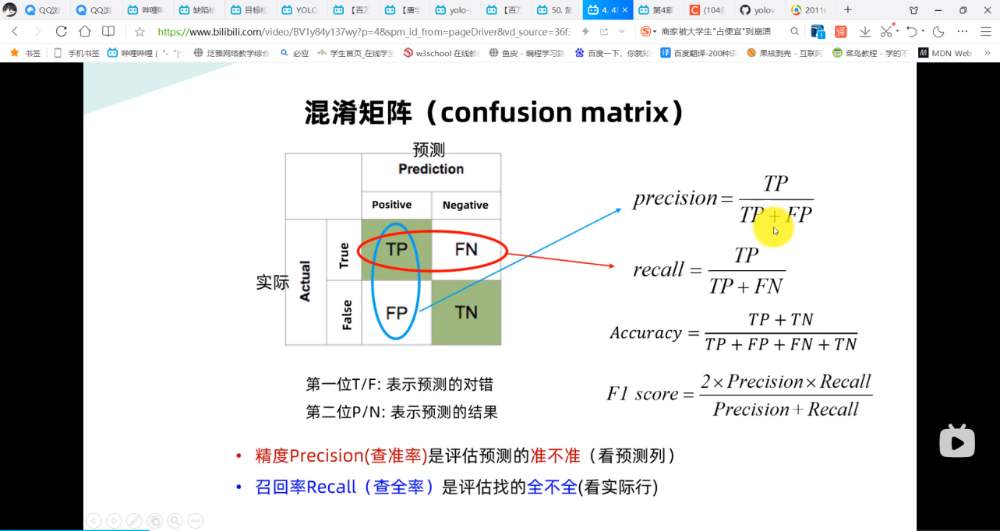 QQ浏 QQ浏 哔哩哔 缺陷检 目标检 YOLO 【百万 【唐宇 yolo- 【百万 50. 第 4. 4 第4章 (104条 yolov 2011
https://www.bilibili.com/video/BV1y84y137wy?p=4&spm_id_from=pageDriver&vd_source=36f 商家被大学生"占便宜"到崩溃 译
书签 手机书签 哔哩哔哩 ( ゜- ゜)つ 泛雅网络教学综合 必应 学生首页_在线学 w3school 在线教 鱼皮 - 编程学习路 百度一下，你就知 译 百度翻译-200种语 果核剥壳 - 互联网 菜鸟教程 - 学的不 MDN Web
混淆矩阵（confusion matrix）
预测
Prediction
Positive Negative
实际 Actual
True TP FN
False FP TN
precision = TP / TP + FP
recall = TP / TP + FN
Accuracy = TP + TN / TP + FP + FN + TN
F1 score = 2 × Precision × Recall / Precision + Recall
第一位T/F: 表示预测的对错
第二位P/N: 表示预测的结果
• 精度Precision(查准率)是评估预测的准不准（看预测列）
• 召回率Recall（查全率）是评估找的全不全(看实际行)